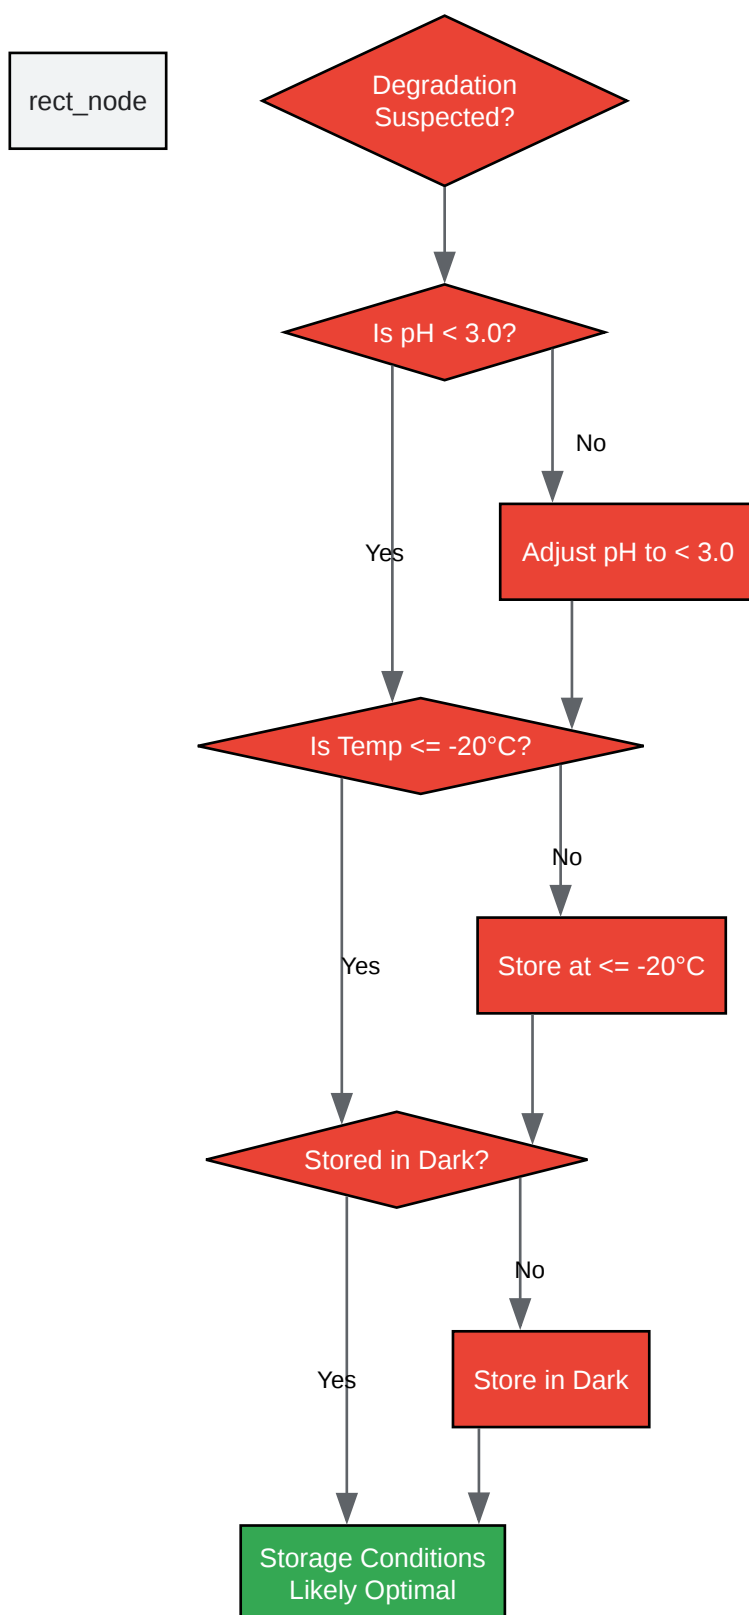 rect_node
Degradation
Suspected?
Is pH < 3.0?
No
Yes
Adjust pH to < 3.0
Is Temp <= -20°C?
No
Yes
Store at <= -20°C
Stored in Dark?
No
Yes
Store in Dark
Storage Conditions
Likely Optimal